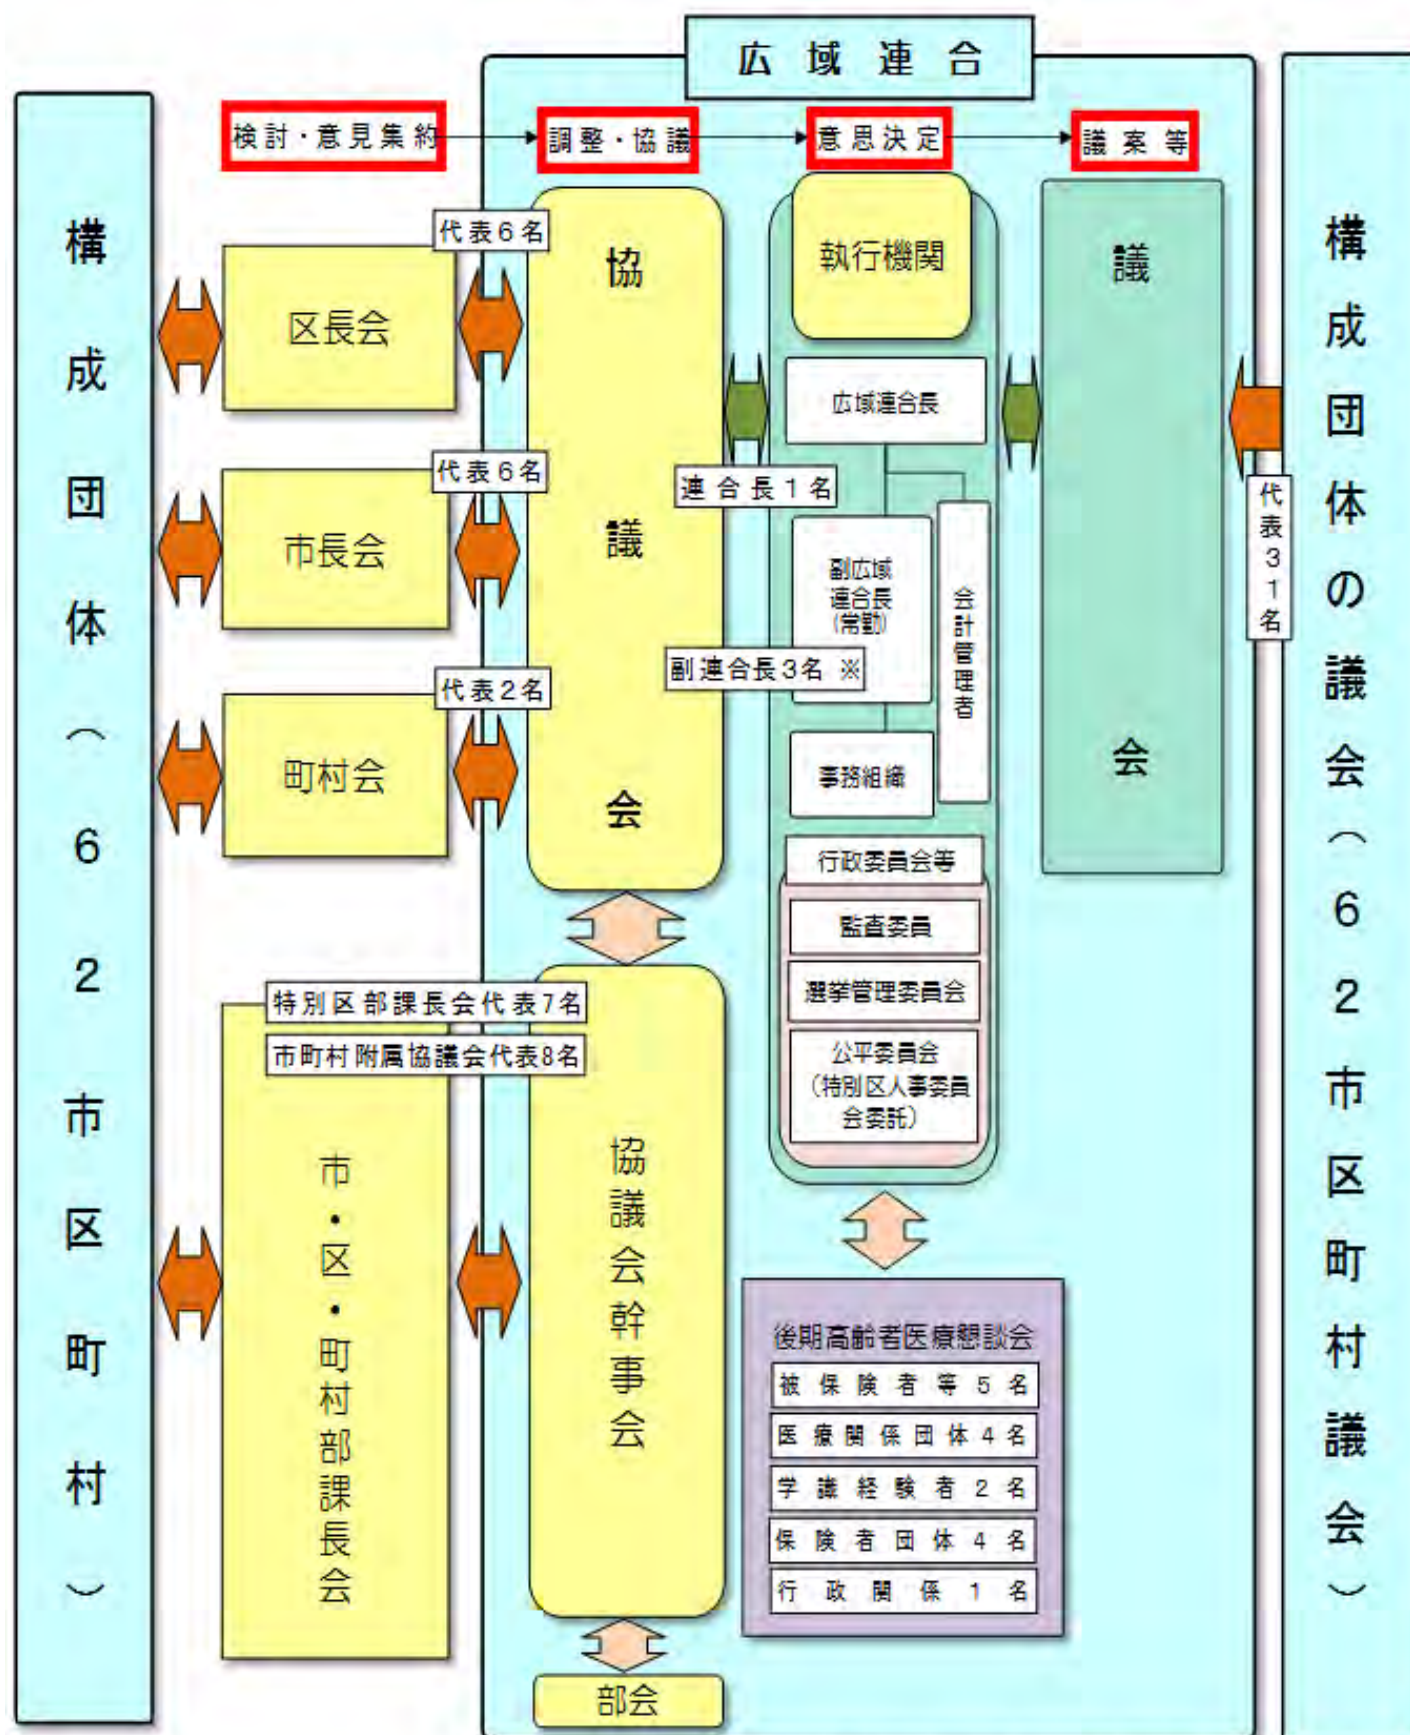 広域連合
検討・意見集約
調整・協議
意思決定
議案等
構成団体（62市区町村）
区長会
代表6名
市長会
代表6名
町村会
代表2名
協議会
執行機関
広域連合長
連合長1名
副広域
連合長
(常勤)
会計管理者
副連合長3名 ※
事務組織
行政委員会等
監査委員
選挙管理委員会
公平委員会
（特別区人事委員
会委託）
議会
代表31名
構成団体の議会（62市区町村議会）
特別区部課長会代表7名
市町村附属協議会代表8名
市・区・町村部課長会
協議会幹事会
部会
後期高齢者医療懇談会
被保険者等5名
医療関係団体4名
学識経験者2名
保険者団体4名
行政関係1名